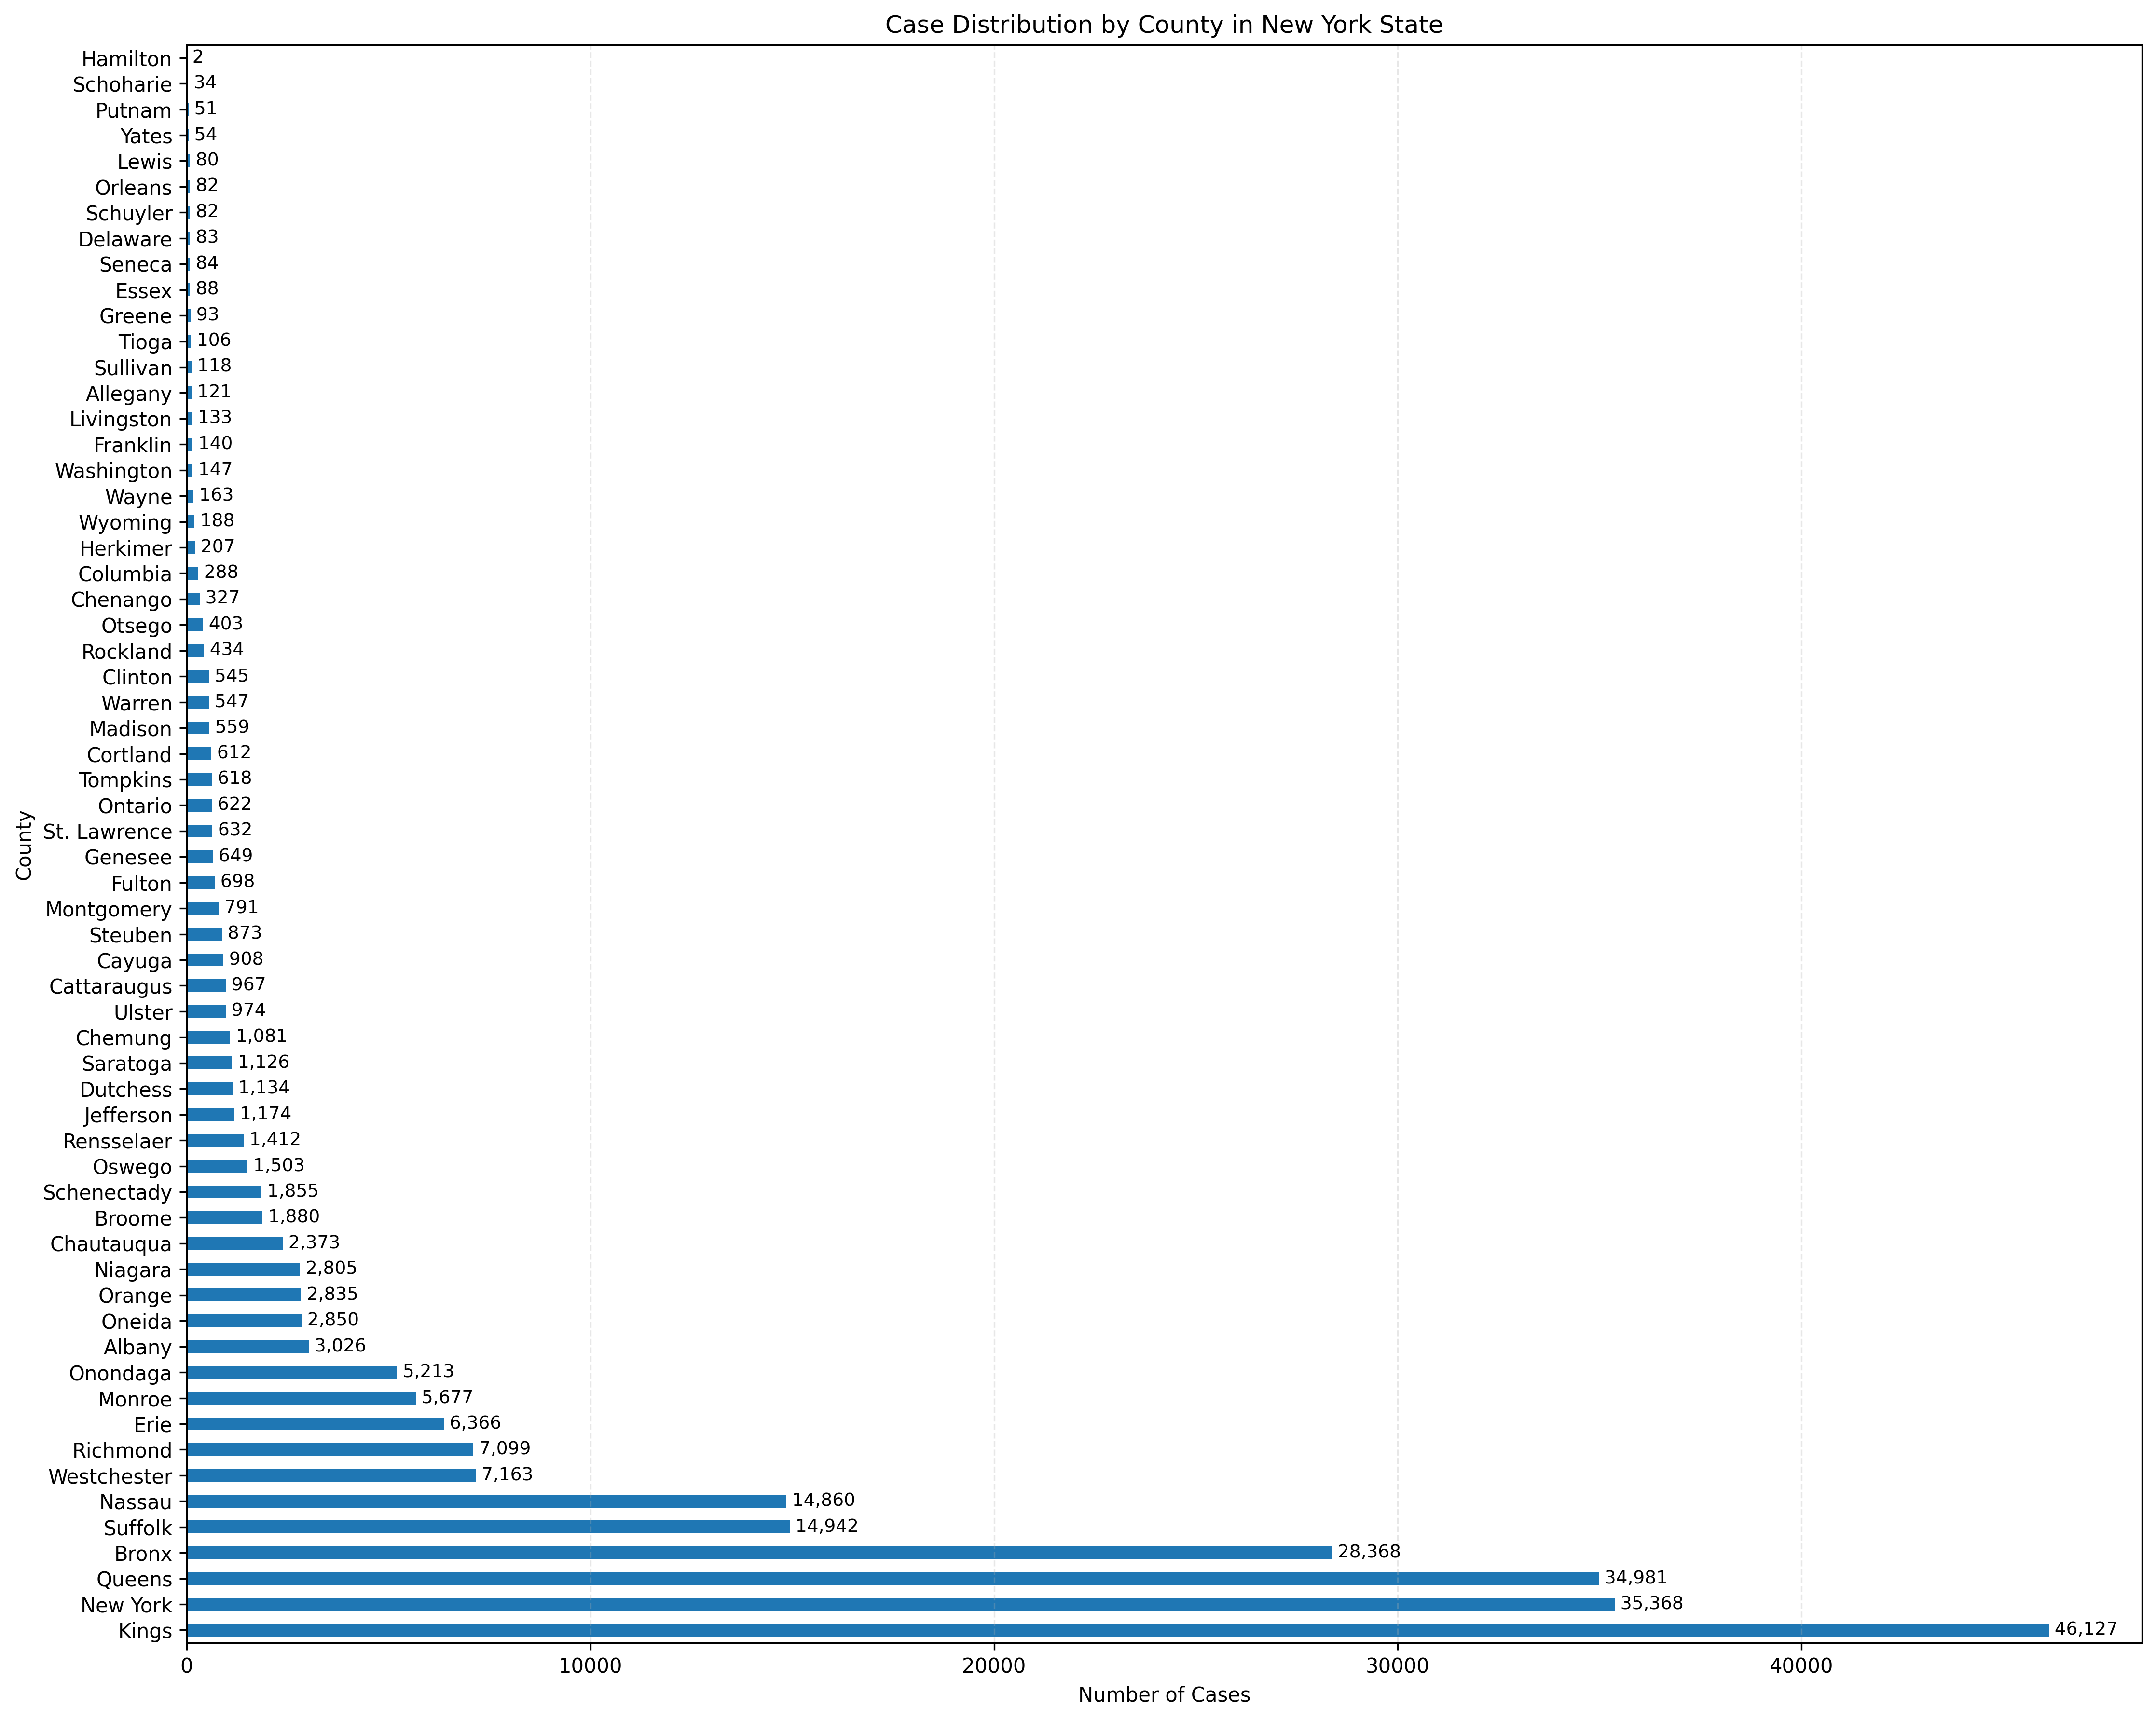 Case Distribution by County in New York State
Hamilton 2
Schoharie 34
Putnam 51
Yates 54
Lewis 80
Orleans 82
Schuyler 82
Delaware 83
Seneca 84
Essex 88
Greene 93
Tioga 106
Sullivan 118
Allegany 121
Livingston 133
Franklin 140
Washington 147
Wayne 163
Wyoming 188
Herkimer 207
Columbia 288
Chenango 327
Otsego 403
Rockland 434
Clinton 545
Warren 547
Madison 559
Cortland 612
Tompkins 618
Ontario 622
St. Lawrence 632
Genesee 649
Fulton 698
Montgomery 791
Steuben 873
Cayuga 908
Cattaraugus 967
Ulster 974
Chemung 1,081
Saratoga 1,126
Dutchess 1,134
Jefferson 1,174
Rensselaer 1,412
Oswego 1,503
Schenectady 1,855
Broome 1,880
Chautauqua 2,373
Niagara 2,805
Orange 2,835
Oneida 2,850
Albany 3,026
Onondaga 5,213
Monroe 5,677
Erie 6,366
Richmond 7,099
Westchester 7,163
Nassau 14,860
Suffolk 14,942
Bronx 28,368
Queens 34,981
New York 35,368
Kings 46,127
County
0 10000 20000 30000 40000
Number of Cases